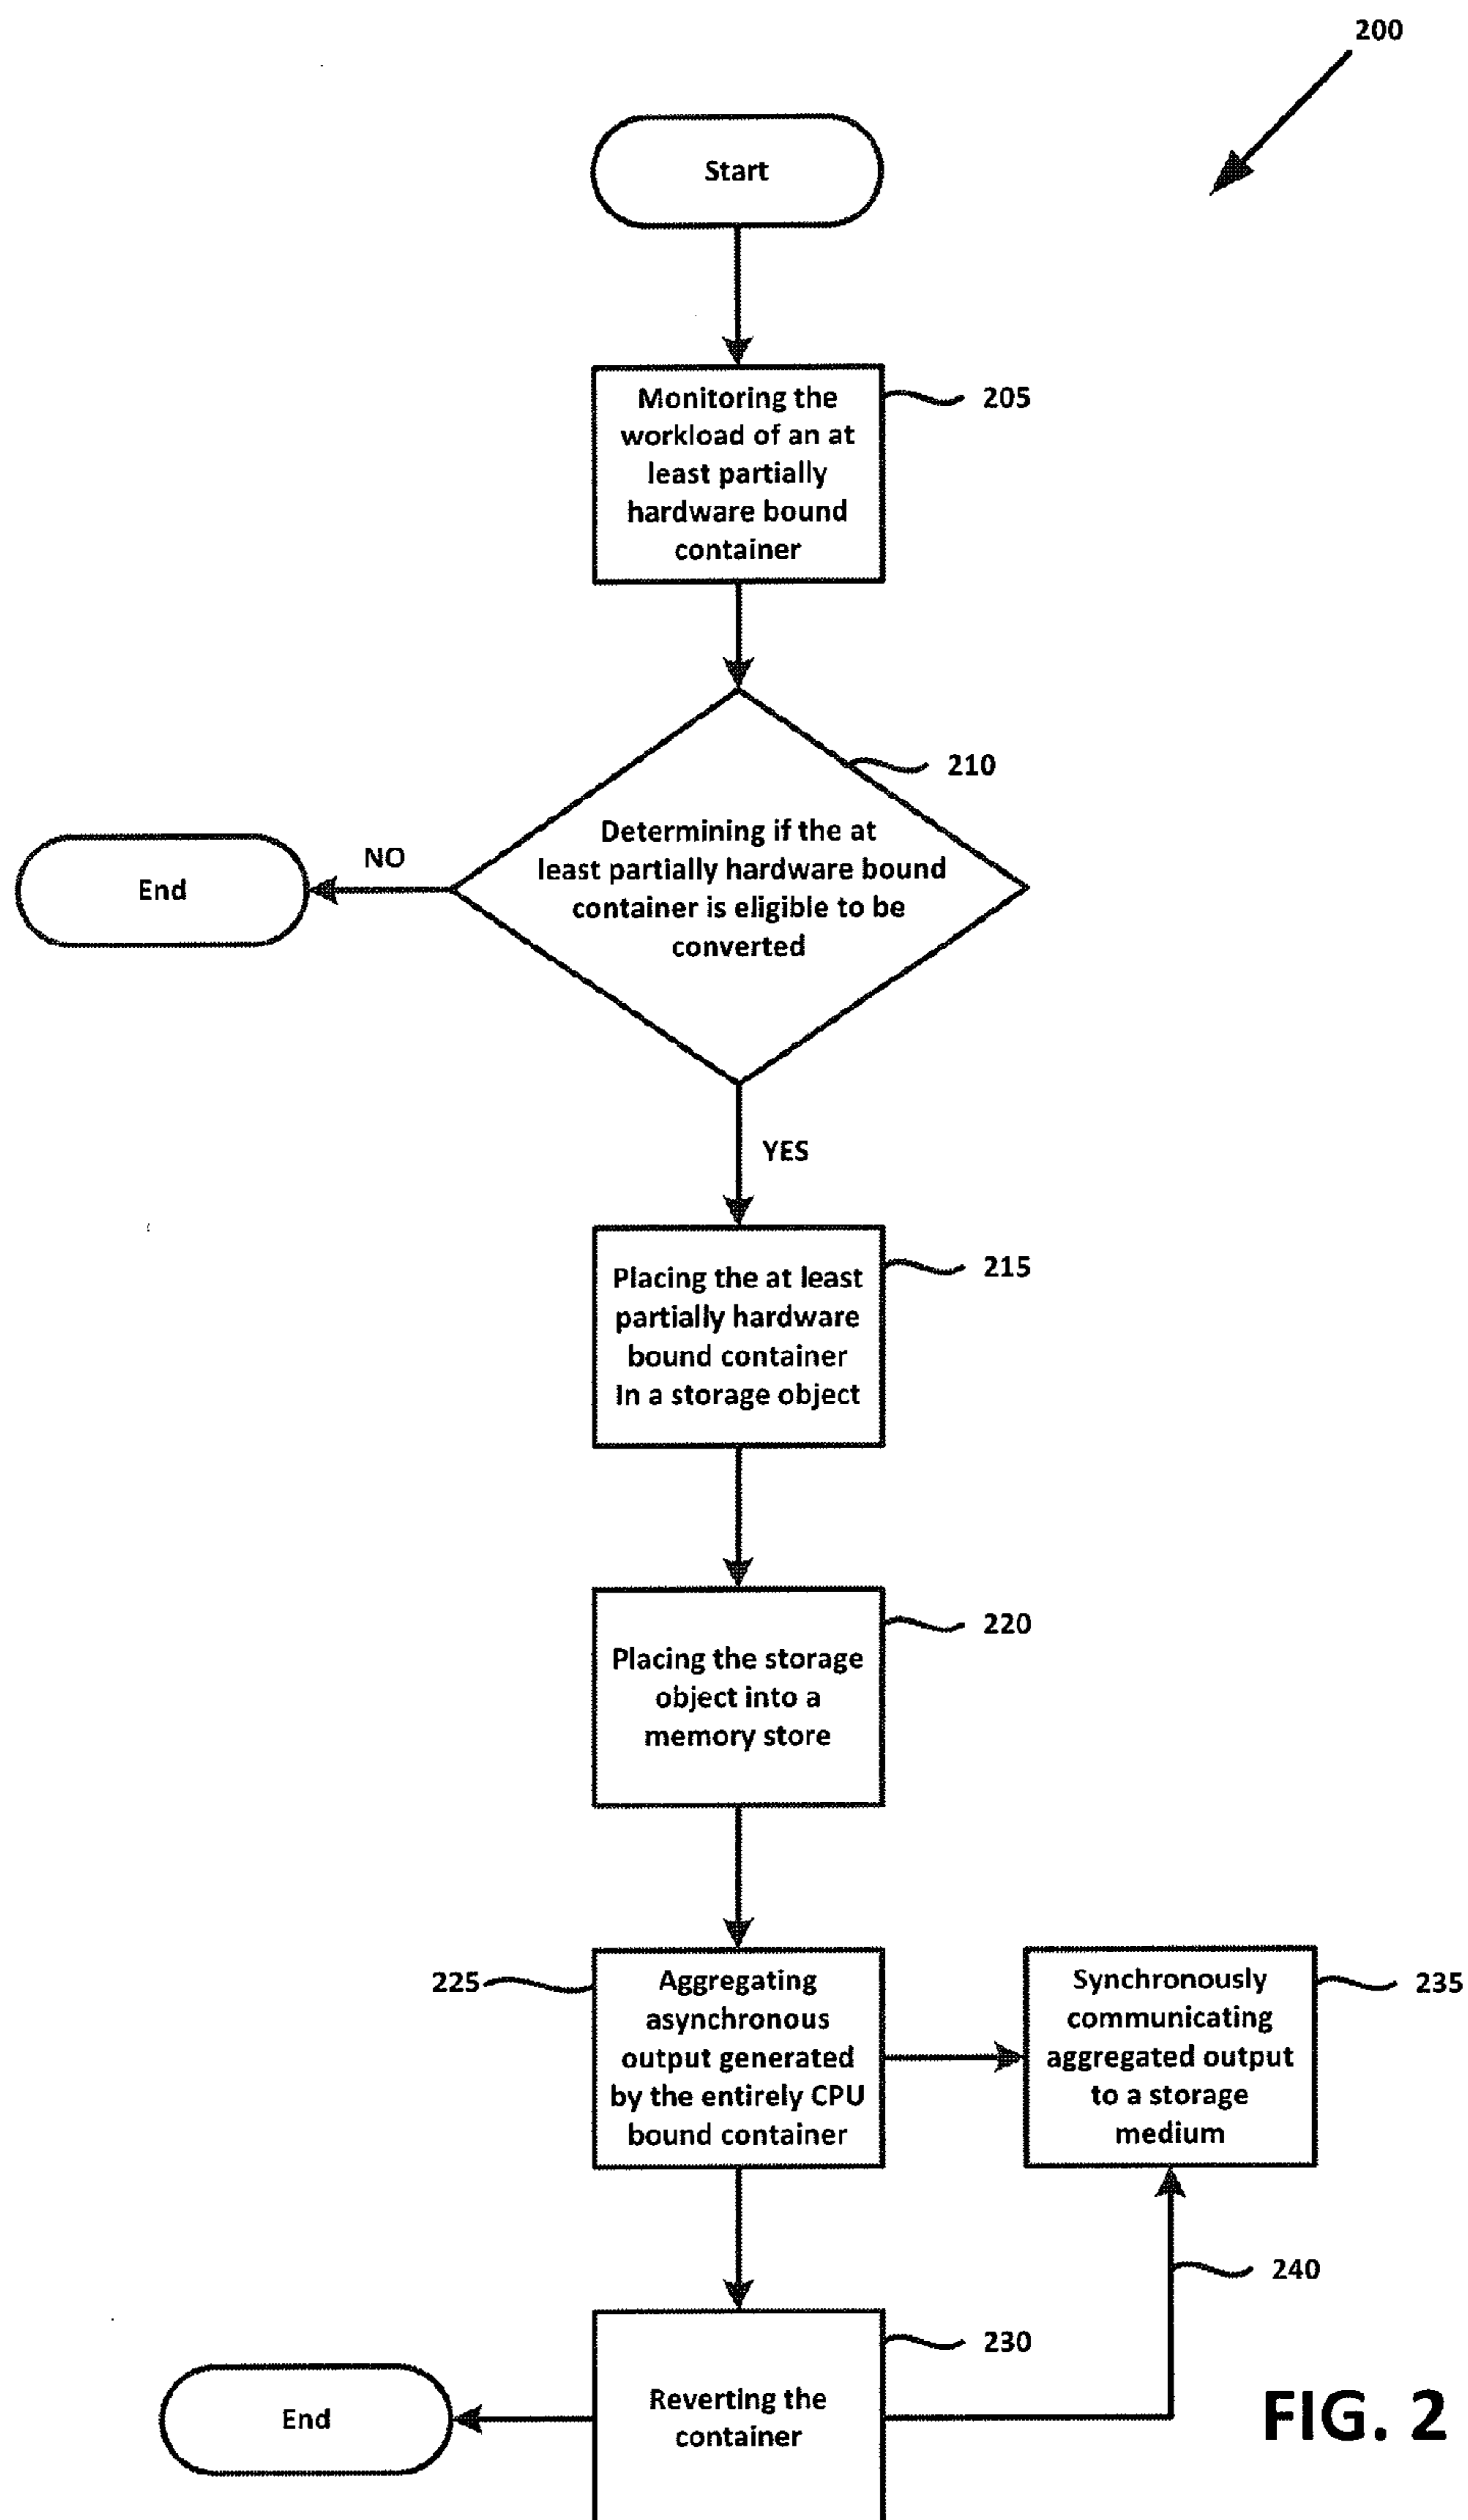 200
Start
Monitoring the
workload of an at
least partially
hardware bound
container
205
210
Determining if the at
least partially hardware bound
container is eligible to be
converted
NO
End
YES
Placing the at least
partially hardware
bound container
In a storage object
215
Placing the storage
object into a
memory store
220
225
Aggregating
asynchronous
output generated
by the entirely CPU
bound container
Synchronously
communicating
aggregated output
to a storage
medium
235
240
Reverting the
container
230
End
FIG. 2